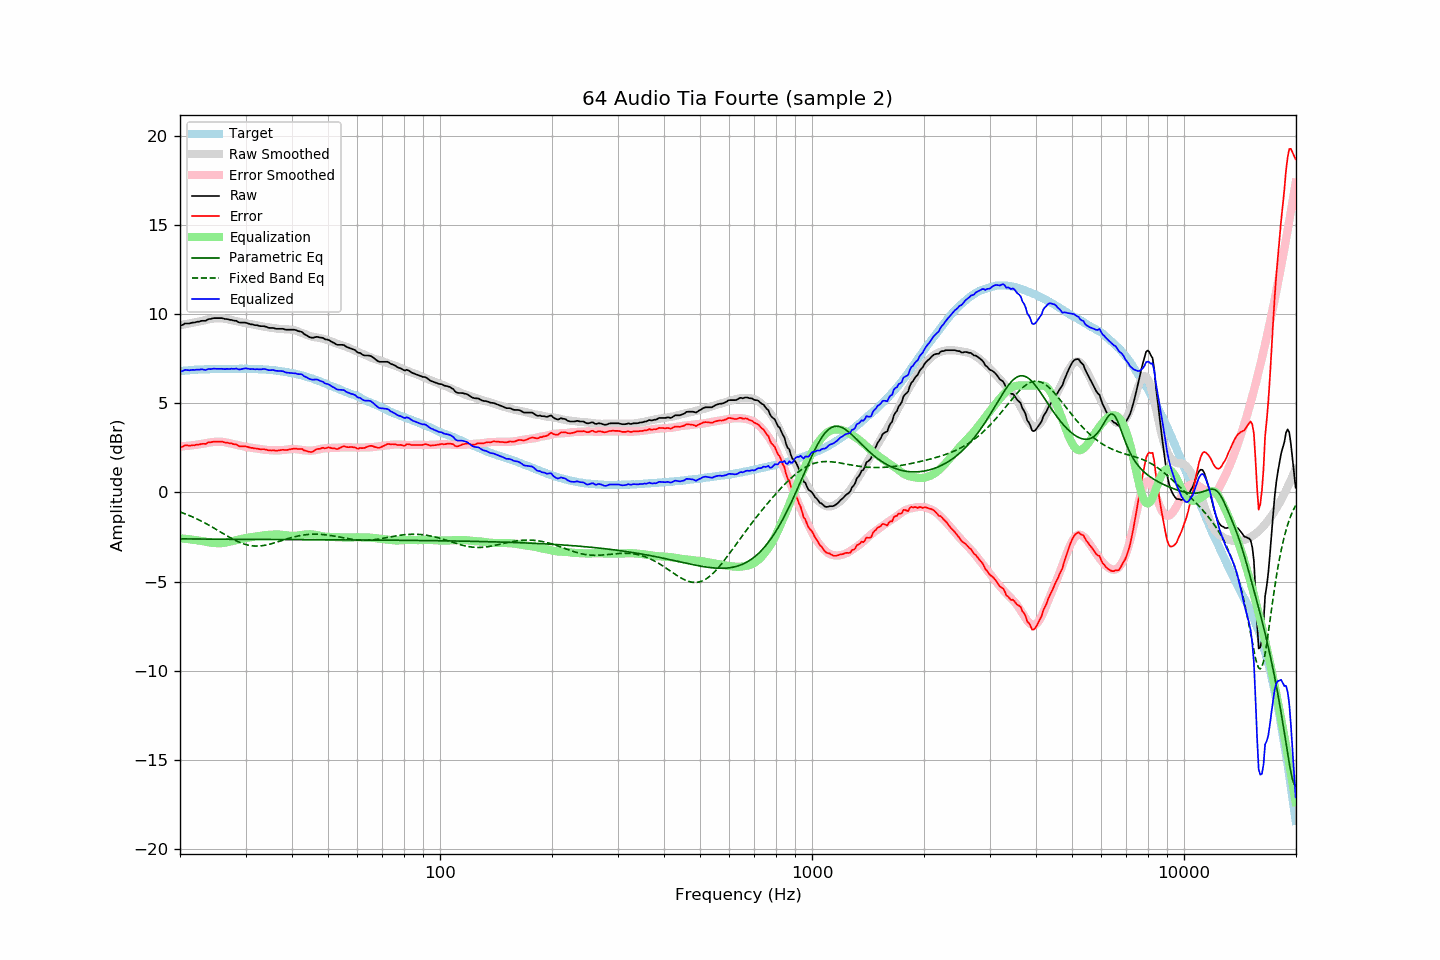 64 Audio Tia Fourte (sample 2)
20
15
10
5
0
−5
−10
−15
−20
Amplitude (dBr)
Target
Raw Smoothed
Error Smoothed
Raw
Error
Equalization
Parametric Eq
Fixed Band Eq
Equalized
100
1000
10000
Frequency (Hz)